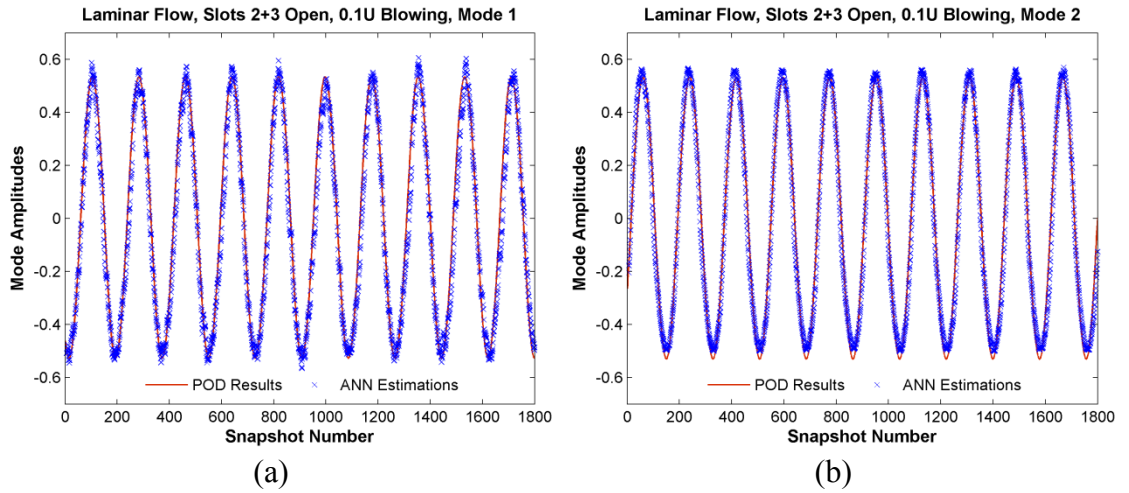 Laminar Flow, Slots 2+3 Open, 0.1U Blowing, Mode 1
Mode Amplitudes
0.6
0.4
0.2
0
-0.2
-0.4
-0.6
POD Results
ANN Estimations
0 200 400 600 800 1000 1200 1400 1600 1800
Snapshot Number
(a)
Laminar Flow, Slots 2+3 Open, 0.1U Blowing, Mode 2
Mode Amplitudes
0.6
0.4
0.2
0
-0.2
-0.4
-0.6
POD Results
ANN Estimations
0 200 400 600 800 1000 1200 1400 1600 1800
Snapshot Number
(b)